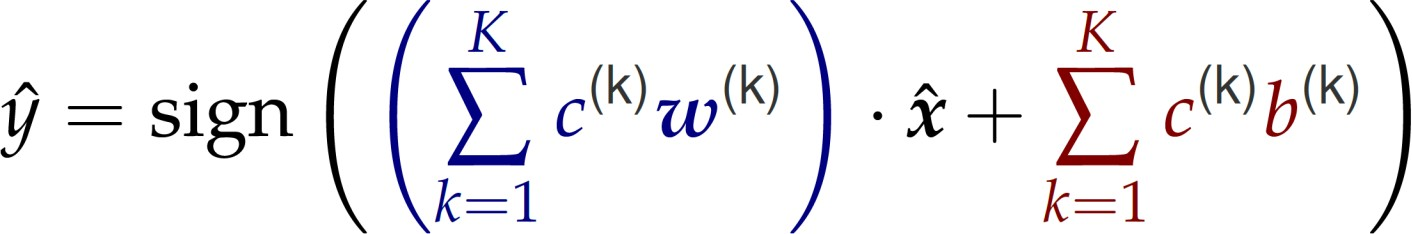 ŷ = sign((∑_{k=1}^{K} c^{(k)} w^{(k)}) · x̂ + ∑_{k=1}^{K} c^{(k)} b^{(k)})